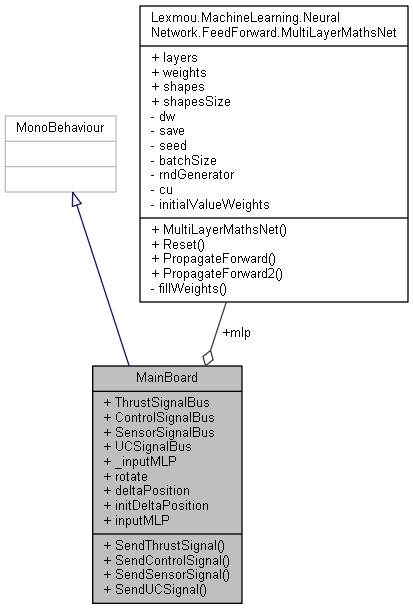 Lexmou.MachineLearning.Neural
Network.FeedForward.MultiLayerMathsNet
+ layers
+ weights
+ shapes
+ shapesSize
- dw
- save
- seed
- batchSize
- rndGenerator
- cu
- initialValueWeights
+ MultiLayerMathsNet()
+ Reset()
+ PropagateForward()
+ PropagateForward2()
- fillWeights()
MonoBehaviour
+mlp
MainBoard
+ ThrustSignalBus
+ ControlSignalBus
+ SensorSignalBus
+ UCSignalBus
+ _inputMLP
+ rotate
+ deltaPosition
+ initDeltaPosition
+ inputMLP
+ SendThrustSignal()
+ SendControlSignal()
+ SendSensorSignal()
+ SendUCSignal()